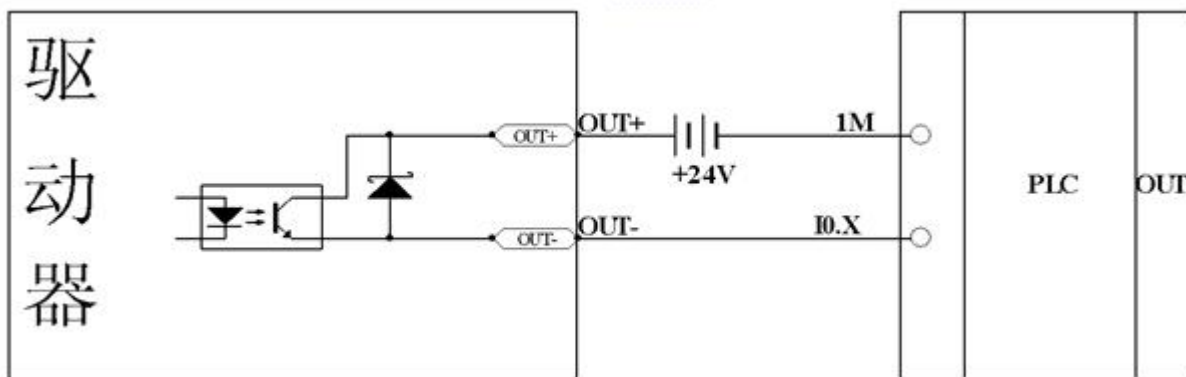 驱动器
OUT+
OUT+
+24V
1M
OUT-
OUT-
I0.X
PLC
OUT